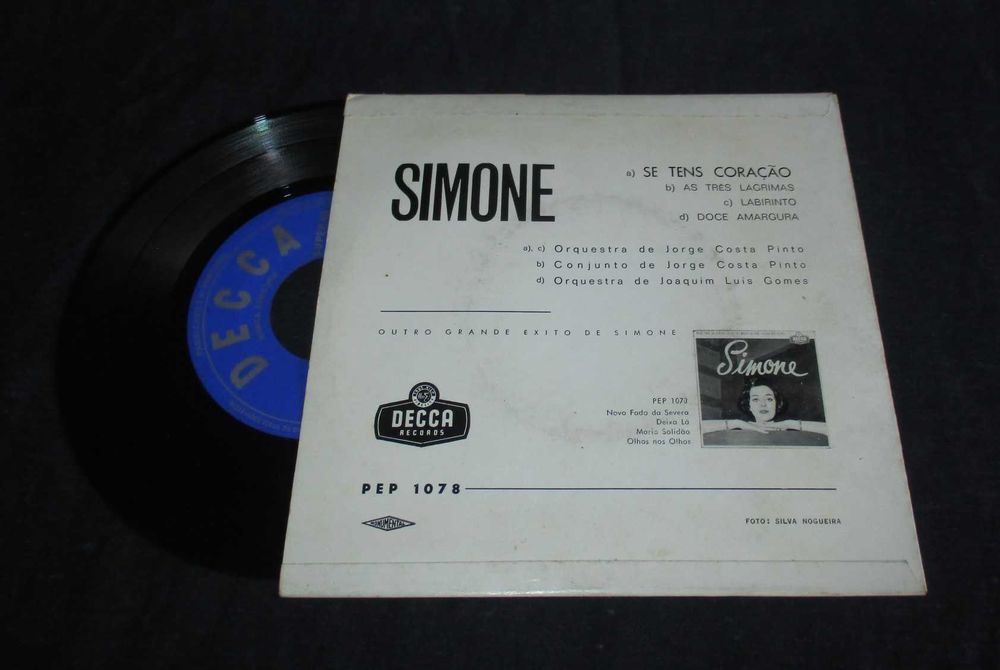 SIMONE
a) SE TENS CORAÇÃO
b) AS TRÊS LAGRIMAS
c) LABIRINTO
d) DOCE AMARGURA
a), c) Orquestra de Jorge Costa Pinto
b) Conjunto de Jorge Costa Pinto
d) Orquestra de Joaquim Luis Gomes
OUTRO GRANDE EXITO DE SIMONE
Simone
PEP 1073
Novo Fado da Severa
Deixa Lá
Maria Solidão
Olhos nos Olhos
DECCA
RECORDS
PEP 1078
MONUMENTAL
FOTO: SILVA NOGUEIRA
DECCA